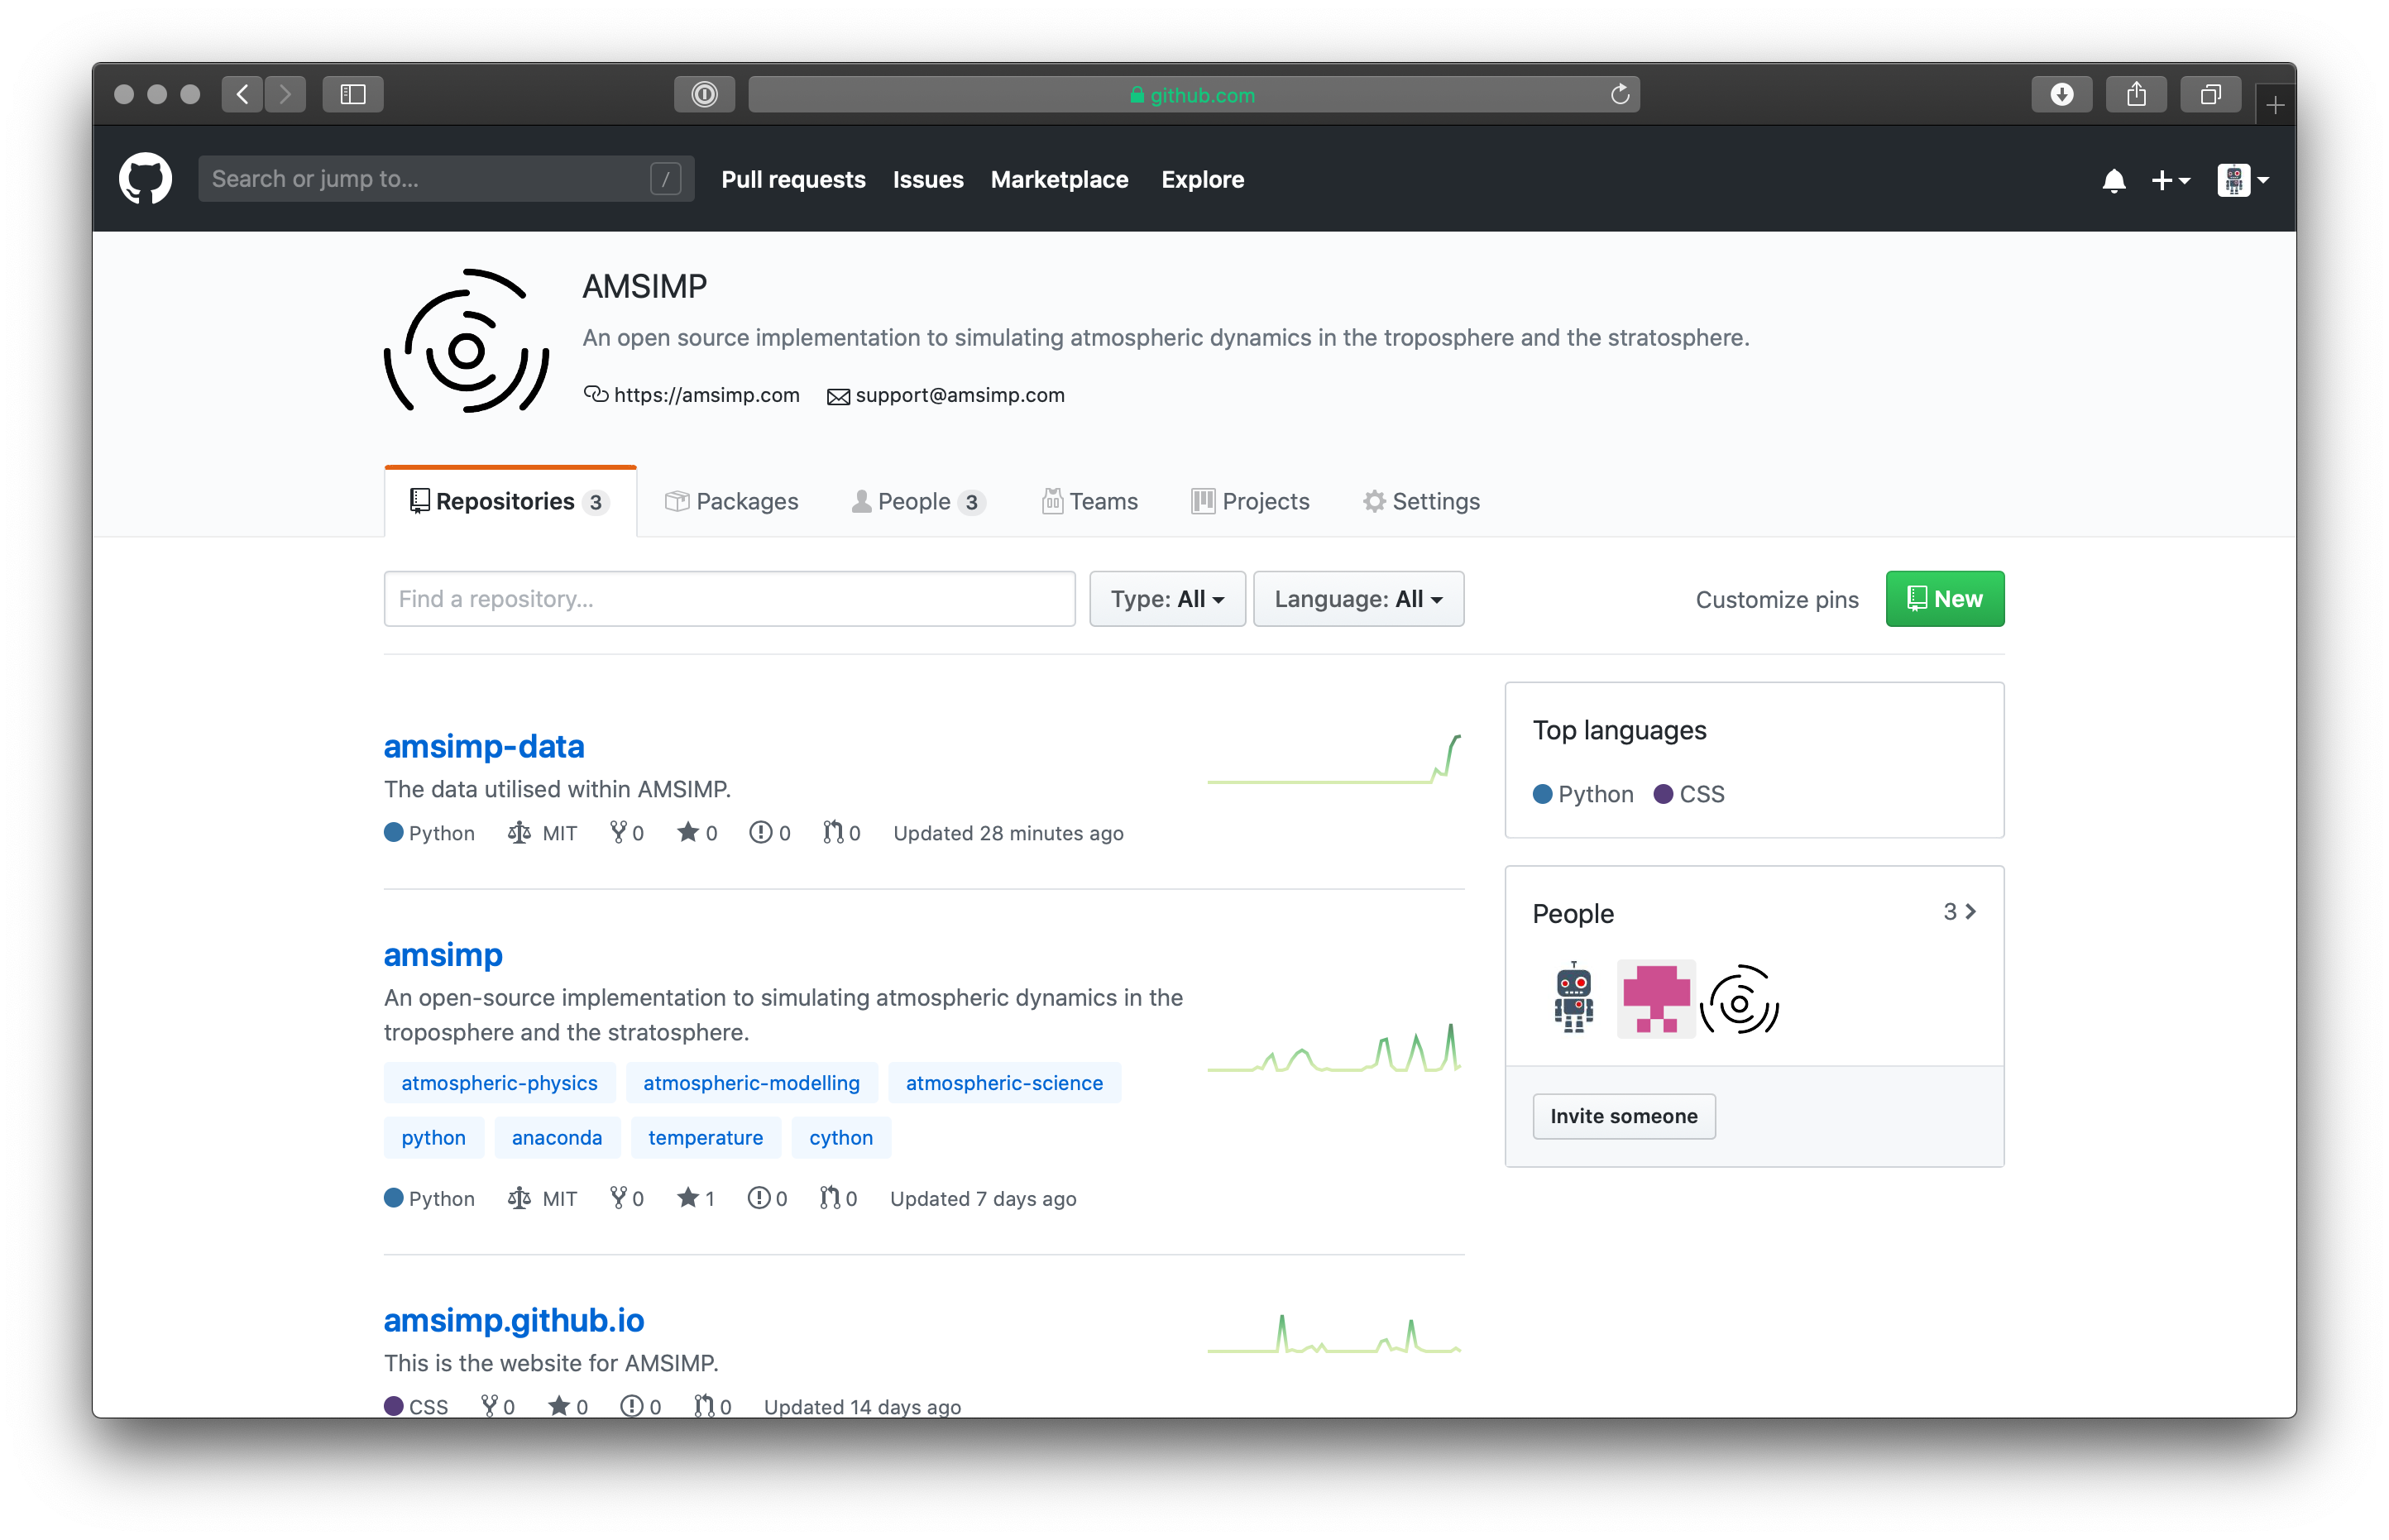 github.com
Search or jump to... /
Pull requests Issues Marketplace Explore
AMSIMP
An open source implementation to simulating atmospheric dynamics in the troposphere and the stratosphere.
https://amsimp.com support@amsimp.com
Repositories 3 Packages People 3 Teams Projects Settings
Find a repository... Type: All Language: All Customize pins New
amsimp-data
The data utilised within AMSIMP.
Python MIT 0 0 0 0 Updated 28 minutes ago
Top languages
Python CSS
People 3
Invite someone
amsimp
An open-source implementation to simulating atmospheric dynamics in the
troposphere and the stratosphere.
atmospheric-physics atmospheric-modelling atmospheric-science
python anaconda temperature cython
Python MIT 0 1 0 0 Updated 7 days ago
amsimp.github.io
This is the website for AMSIMP.
CSS 0 0 0 0 Updated 14 days ago